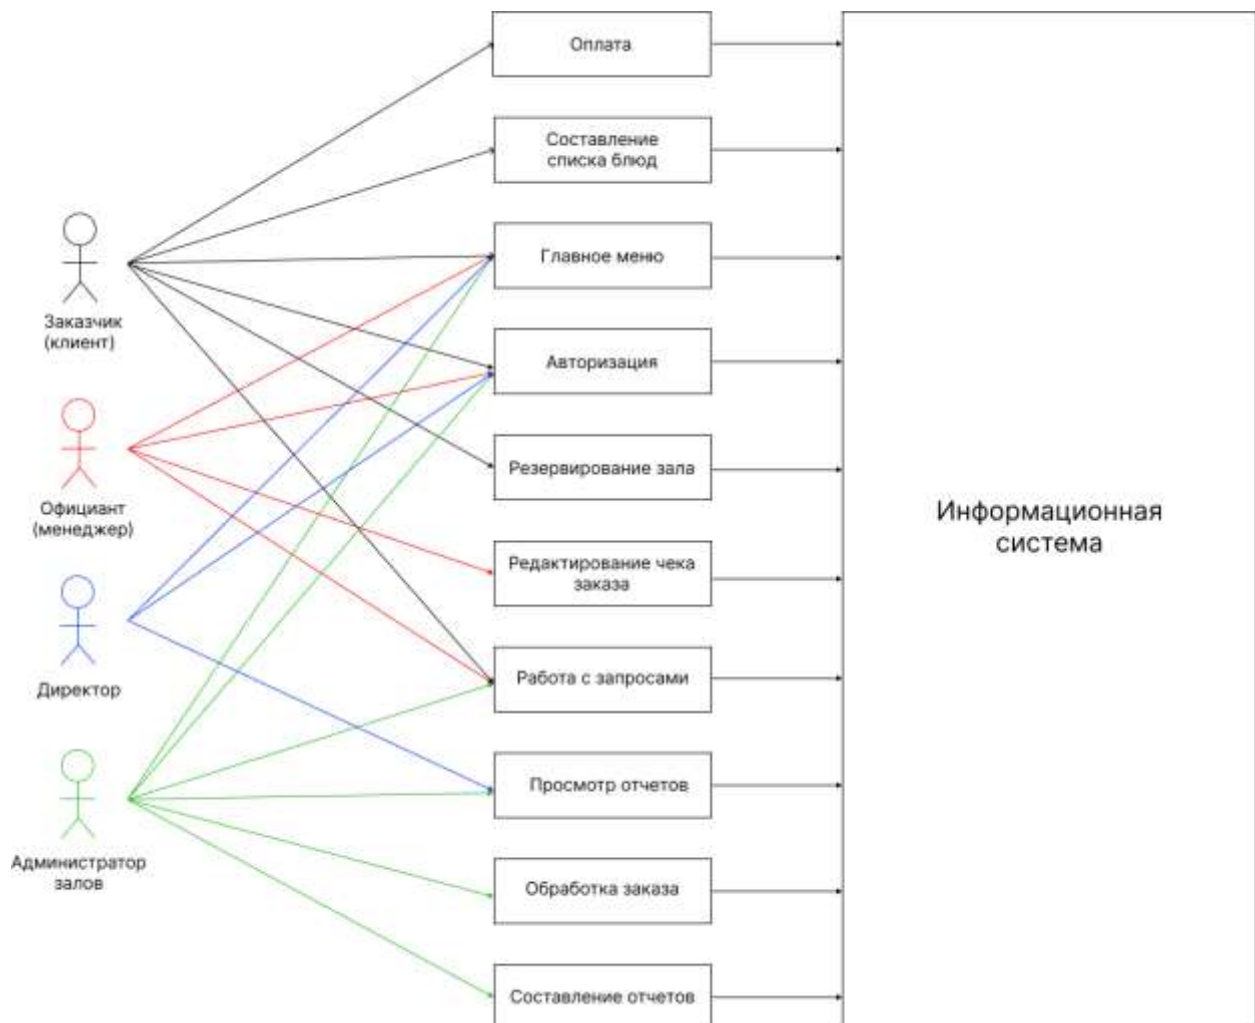 Оплата
Составление
списка блюд
Главное меню
Авторизация
Резервирование зала
Редактирование чека
заказа
Работа с запросами
Просмотр отчетов
Обработка заказа
Составление отчетов
Заказчик
(клиент)
Официант
(менеджер)
Директор
Администратор
залов
Информационная
система